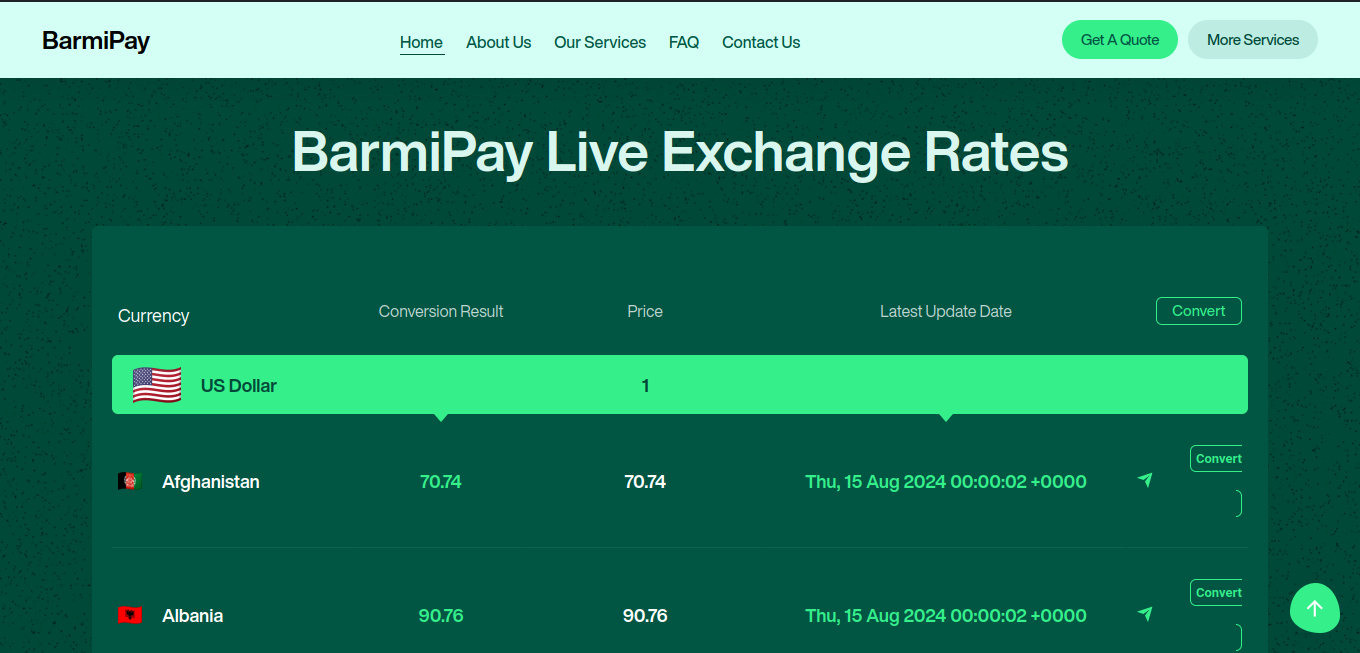 BarmiPay
Home About Us Our Services FAQ Contact Us
Get A Quote More Services
BarmiPay Live Exchange Rates
Currency Conversion Result Price Latest Update Date Convert
US Dollar 1
Afghanistan 70.74 70.74 Thu, 15 Aug 2024 00:00:02 +0000 Convert
Albania 90.76 90.76 Thu, 15 Aug 2024 00:00:02 +0000 Convert